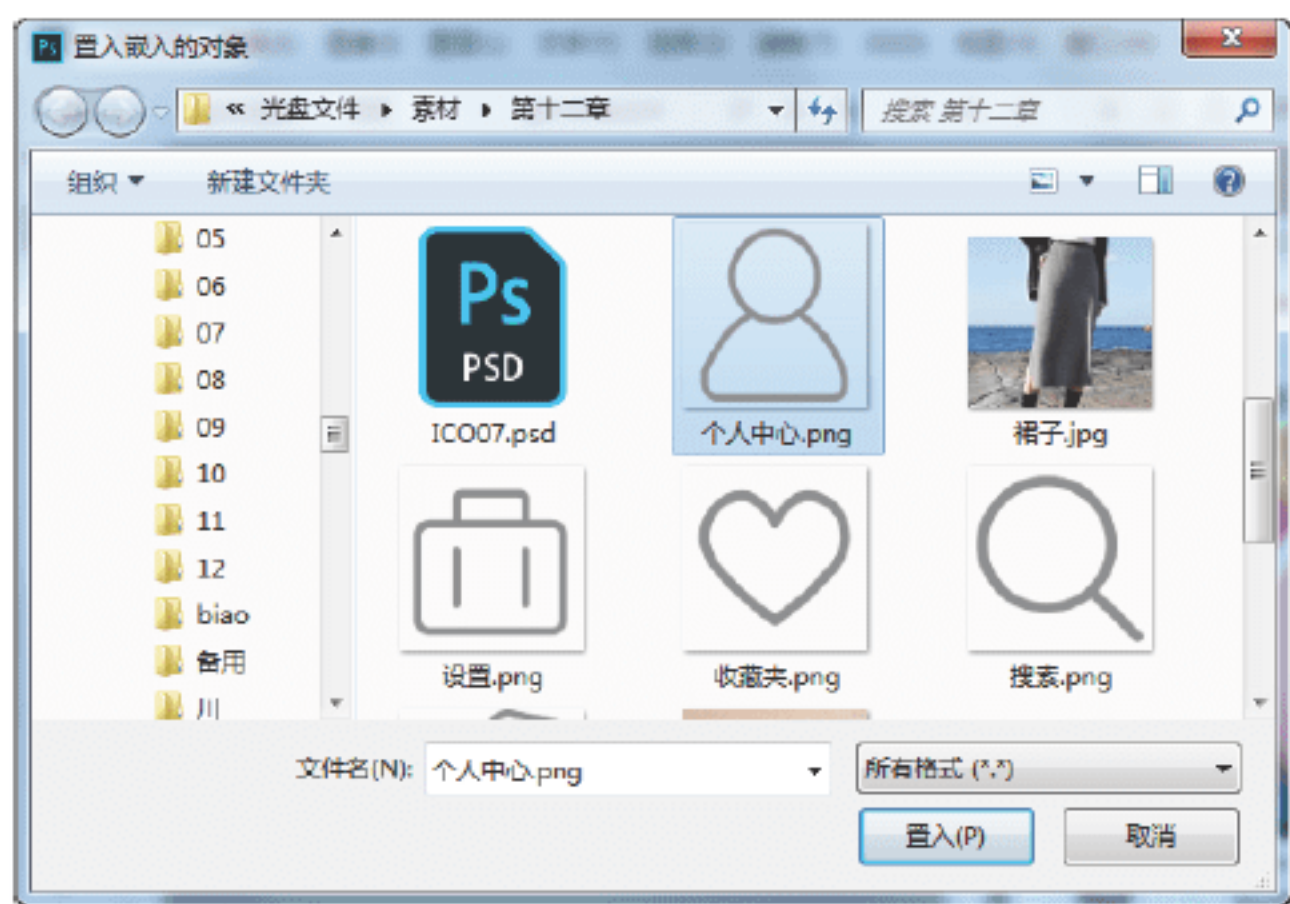 Ps 置入嵌入的对象
« 光盘文件 ▸ 素材 ▸ 第十二章
搜索 第十二章
组织 新建文件夹
05
06
07
08
09
10
11
12
biao
备用
川
Ps
PSD
ICO07.psd
个人中心.png
裙子.jpg
设置.png
收藏夹.png
搜素.png
文件名(N): 个人中心.png
所有格式 (*.*)
置入(P)
取消